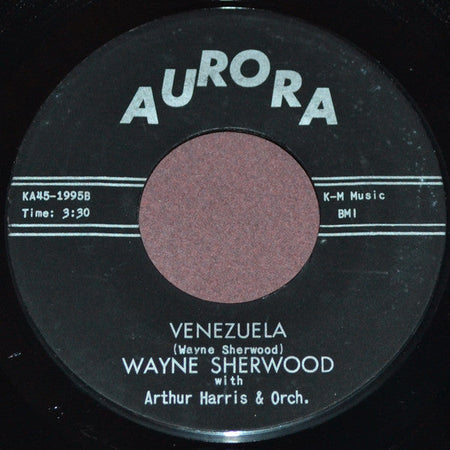 AURORA
KA45-1995B
Time: 3:30
K-M Music
BMI
VENEZUELA
(Wayne Sherwood)
WAYNE SHERWOOD
with
Arthur Harris & Orch.